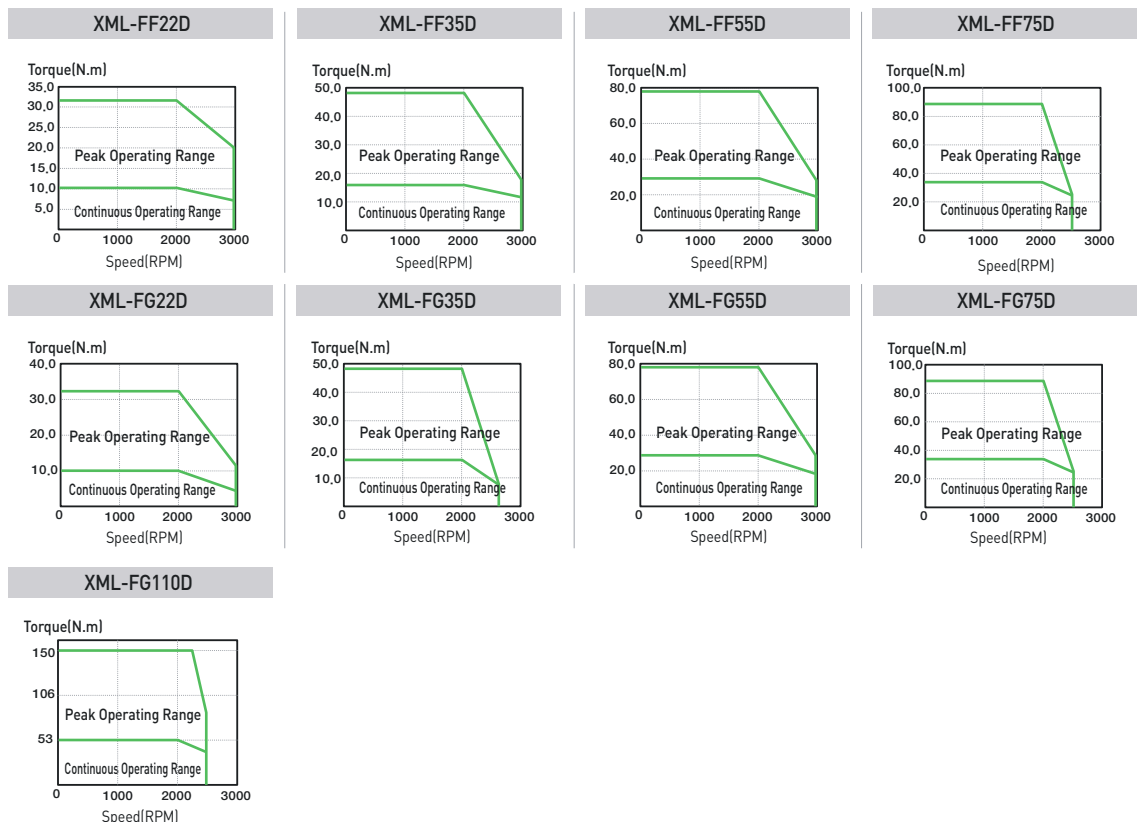 XML-FF22D
Torque(N.m)
35,0
30,0
25,0
20,0
15,0
10,0
5,0
Peak Operating Range
Continuous Operating Range
0 1000 2000 3000
Speed(RPM)
XML-FF35D
Torque(N.m)
50,0
40,0
30,0
20,0
10,0
Peak Operating Range
Continuous Operating Range
0 1000 2000 3000
Speed(RPM)
XML-FF55D
Torque(N.m)
80,0
60,0
40,0
20,0
Peak Operating Range
Continuous Operating Range
0 1000 2000 3000
Speed(RPM)
XML-FF75D
Torque(N.m)
100,0
80,0
60,0
40,0
20,0
Peak Operating Range
Continuous Operating Range
0 1000 2000 3000
Speed(RPM)
XML-FG22D
Torque(N.m)
40,0
30,0
20,0
10,0
Peak Operating Range
Continuous Operating Range
0 1000 2000 3000
Speed(RPM)
XML-FG35D
Torque(N.m)
50,0
40,0
30,0
20,0
10,0
Peak Operating Range
Continuous Operating Range
0 1000 2000 3000
Speed(RPM)
XML-FG55D
Torque(N.m)
80,0
60,0
40,0
20,0
Peak Operating Range
Continuous Operating Range
0 1000 2000 3000
Speed(RPM)
XML-FG75D
Torque(N.m)
100,0
80,0
60,0
40,0
20,0
Peak Operating Range
Continuous Operating Range
0 1000 2000 3000
Speed(RPM)
XML-FG110D
Torque(N.m)
150
106
53
Peak Operating Range
Continuous Operating Range
0 1000 2000 3000
Speed(RPM)